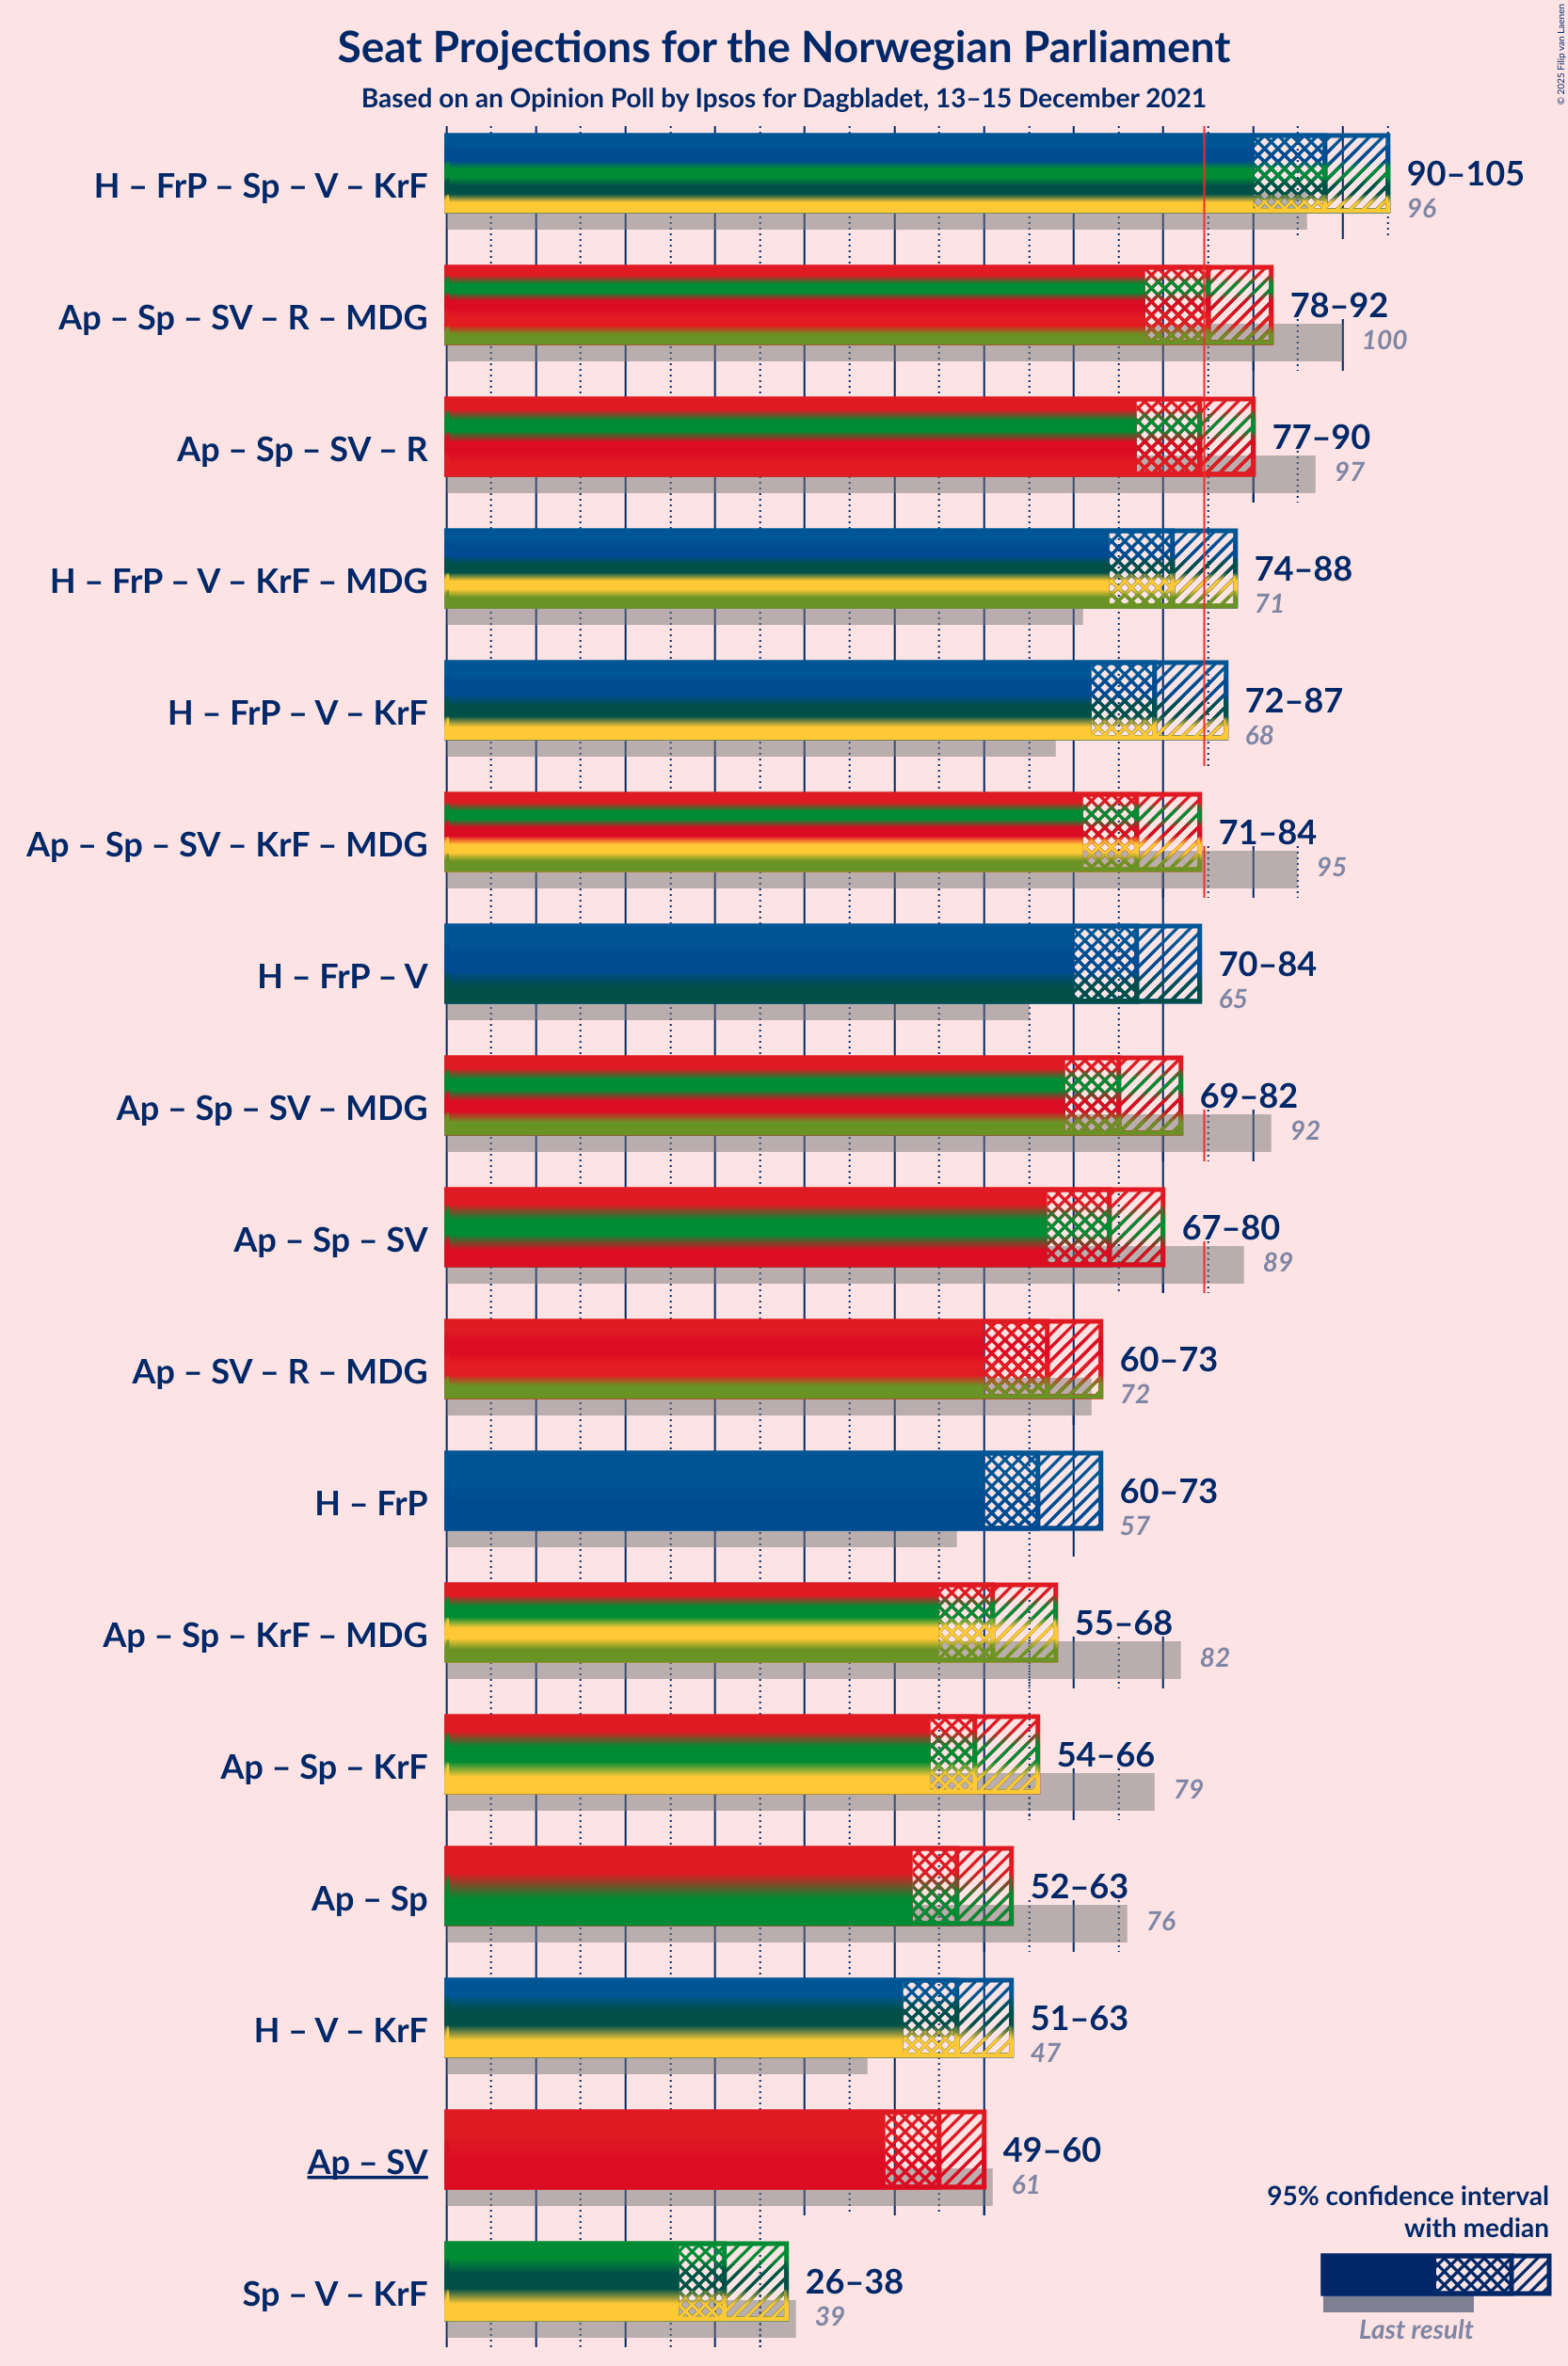 © 2025 Filip van Laenen
Seat Projections for the Norwegian Parliament
Based on an Opinion Poll by Ipsos for Dagbladet, 13–15 December 2021
H – FrP – Sp – V – KrF
90–105
96
Ap – Sp – SV – R – MDG
78–92
100
Ap – Sp – SV – R
77–90
97
H – FrP – V – KrF – MDG
74–88
71
H – FrP – V – KrF
72–87
68
Ap – Sp – SV – KrF – MDG
71–84
95
H – FrP – V
70–84
65
Ap – Sp – SV – MDG
69–82
92
Ap – Sp – SV
67–80
89
Ap – SV – R – MDG
60–73
72
H – FrP
60–73
57
Ap – Sp – KrF – MDG
55–68
82
Ap – Sp – KrF
54–66
79
Ap – Sp
52–63
76
H – V – KrF
51–63
47
Ap – SV
49–60
61
Sp – V – KrF
26–38
39
95% confidence interval
with median
Last result